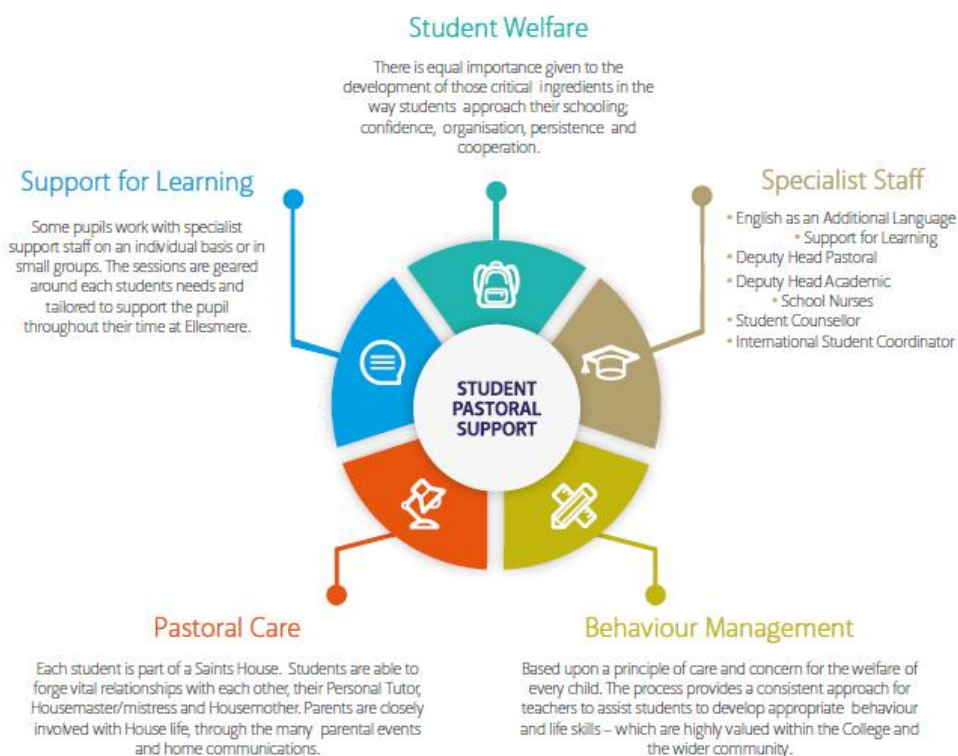 Student Welfare
There is equal importance given to the
development of those critical ingredients in the
way students approach their schooling;
confidence, organisation, persistence and
cooperation.
Support for Learning
Some pupils work with specialist
support staff on an individual basis or in
small groups. The sessions are geared
around each students needs and
tailored to support the pupil
throughout their time at Ellesmere.
Specialist Staff
• English as an Additional Language
• Support for Learning
• Deputy Head Pastoral
• Deputy Head Academic
• School Nurses
• Student Counsellor
• International Student Coordinator
STUDENT
PASTORAL
SUPPORT
Pastoral Care
Each student is part of a Saints House. Students are able to
forge vital relationships with each other, their Personal Tutor,
Housemaster/mistress and Housemother. Parents are closely
involved with House life, through the many parental events
and home communications.
Behaviour Management
Based upon a principle of care and concern for the welfare of
every child. The process provides a consistent approach for
teachers to assist students to develop appropriate behaviour
and life skills – which are highly valued within the College and
the wider community.